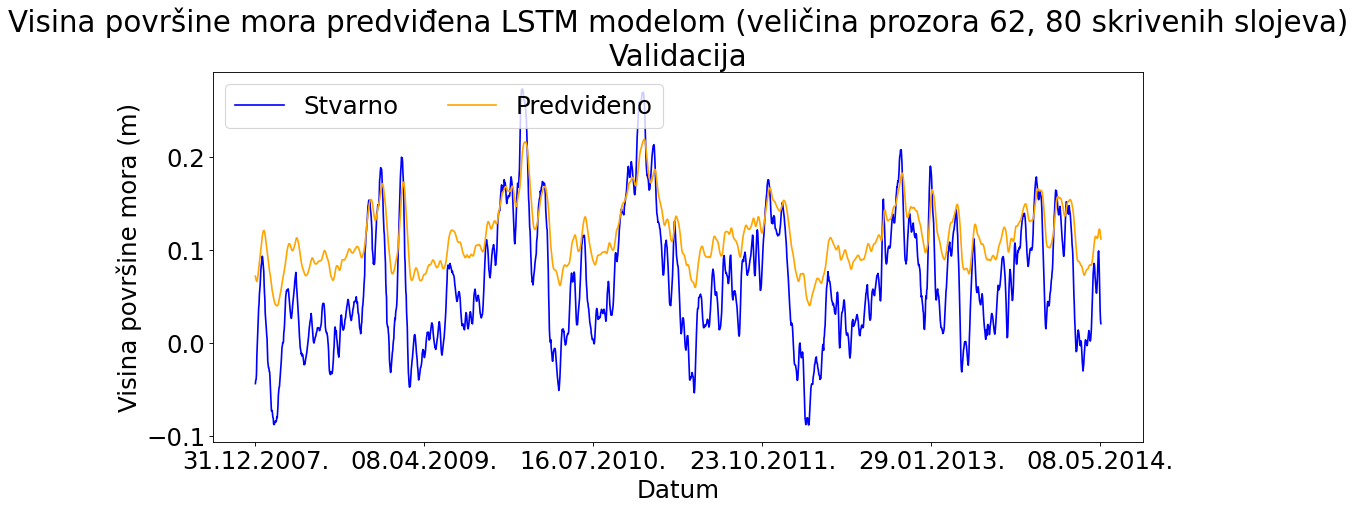 Visina površine mora predviđena LSTM modelom (veličina prozora 62, 80 skrivenih slojeva)
Validacija
Stvarno
Predviđeno
Visina površine mora (m)
0.2
0.1
0.0
−0.1
31.12.2007.
08.04.2009.
16.07.2010.
23.10.2011.
29.01.2013.
08.05.2014.
Datum